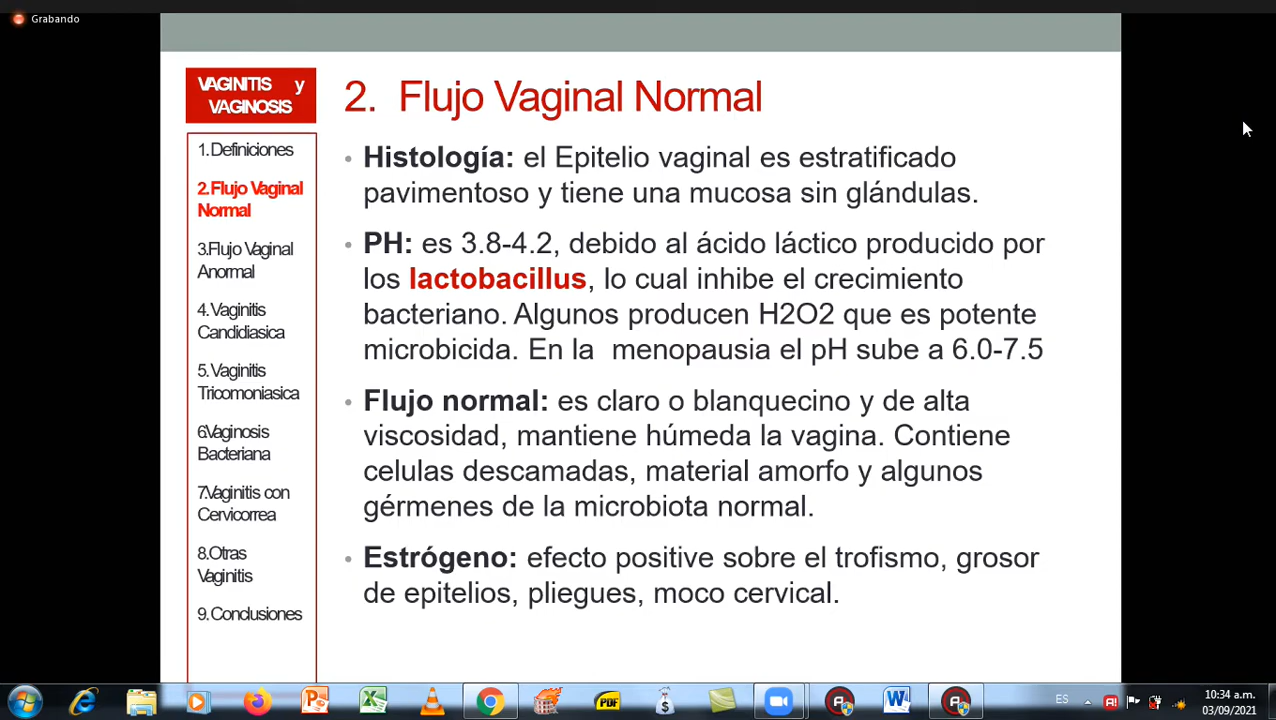 Grabando
VAGINITIS y
VAGINOSIS
1.Definiciones
2.Flujo Vaginal
Normal
3.Flujo Vaginal
Anormal
4.Vaginitis
Candidiasica
5.Vaginitis
Tricomoniasica
6.Vaginosis
Bacteriana
7.Vaginitis con
Cervicorrea
8.Otras
Vaginitis
9.Conclusiones
2. Flujo Vaginal Normal
• Histología: el Epitelio vaginal es estratificado
pavimentoso y tiene una mucosa sin glándulas.
• PH: es 3.8-4.2, debido al ácido láctico producido por
los lactobacillus, lo cual inhibe el crecimiento
bacteriano. Algunos producen H2O2 que es potente
microbicida. En la menopausia el pH sube a 6.0-7.5
• Flujo normal: es claro o blanquecino y de alta
viscosidad, mantiene húmeda la vagina. Contiene
celulas descamadas, material amorfo y algunos
gérmenes de la microbiota normal.
• Estrógeno: efecto positive sobre el trofismo, grosor
de epitelios, pliegues, moco cervical.
PDF
ES
10:34 a.m.
03/09/2021